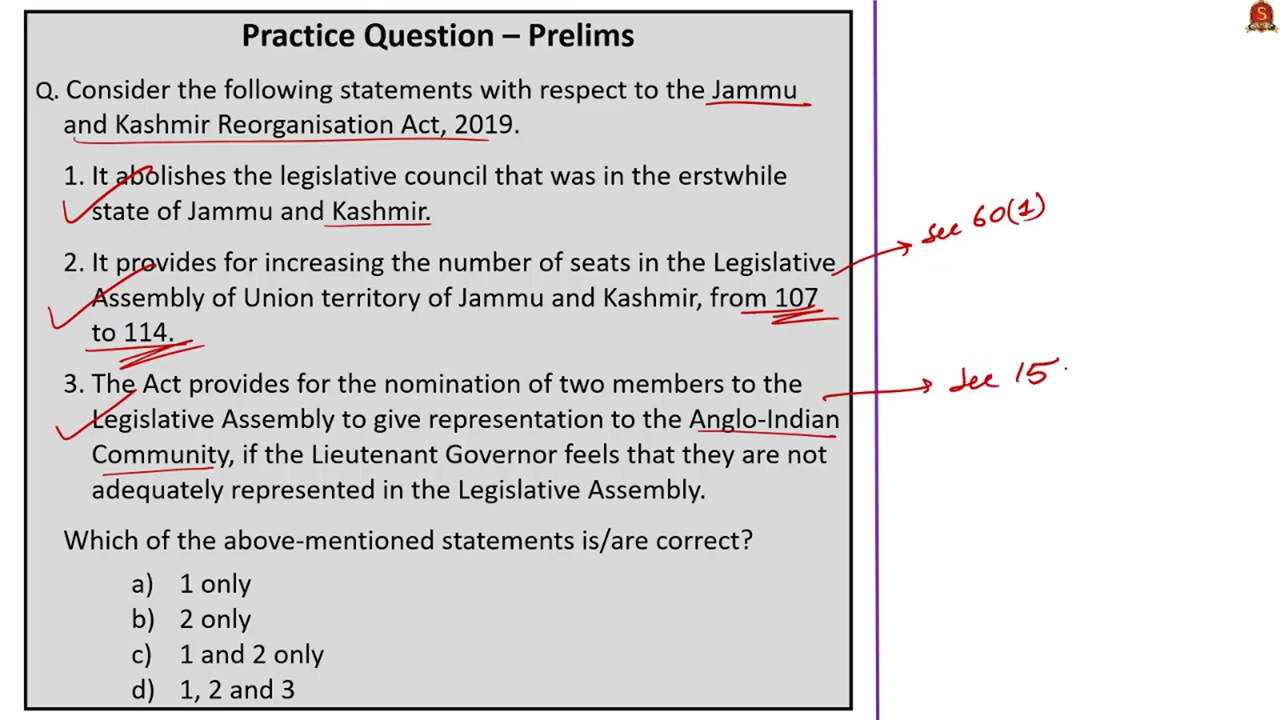 Practice Question – Prelims
Q. Consider the following statements with respect to the Jammu
and Kashmir Reorganisation Act, 2019.
1. It abolishes the legislative council that was in the erstwhile
state of Jammu and Kashmir.
2. It provides for increasing the number of seats in the Legislative
Assembly of Union territory of Jammu and Kashmir, from 107
to 114.
Sec 60(1)
3. The Act provides for the nomination of two members to the
Legislative Assembly to give representation to the Anglo-Indian
Community, if the Lieutenant Governor feels that they are not
adequately represented in the Legislative Assembly.
Sec 15.
Which of the above-mentioned statements is/are correct?
a) 1 only
b) 2 only
c) 1 and 2 only
d) 1, 2 and 3